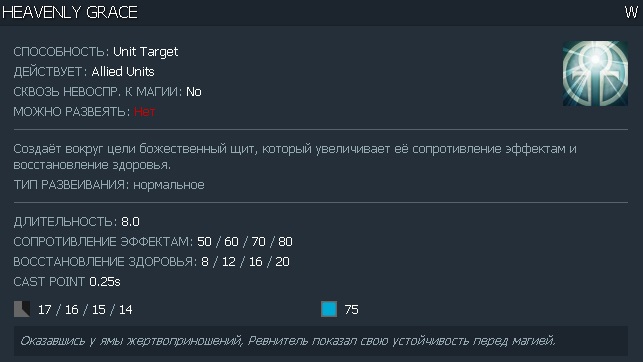 HEAVENLY GRACE W
СПОСОБНОСТЬ: Unit Target
ДЕЙСТВУЕТ: Allied Units
СКВОЗЬ НЕВОСПР. К МАГИИ: No
МОЖНО РАЗВЕЯТЬ: Нет
Создаёт вокруг цели божественный щит, который увеличивает её сопротивление эффектам и
восстановление здоровья.
ТИП РАЗВЕИВАНИЯ: нормальное
ДЛИТЕЛЬНОСТЬ: 8.0
СОПРОТИВЛЕНИЕ ЭФФЕКТАМ: 50 / 60 / 70 / 80
ВОССТАНОВЛЕНИЕ ЗДОРОВЬЯ: 8 / 12 / 16 / 20
CAST POINT 0.25s
17 / 16 / 15 / 14 75
Оказавшись у ямы жертвоприношений, Ревнитель показал свою устойчивость перед магией.